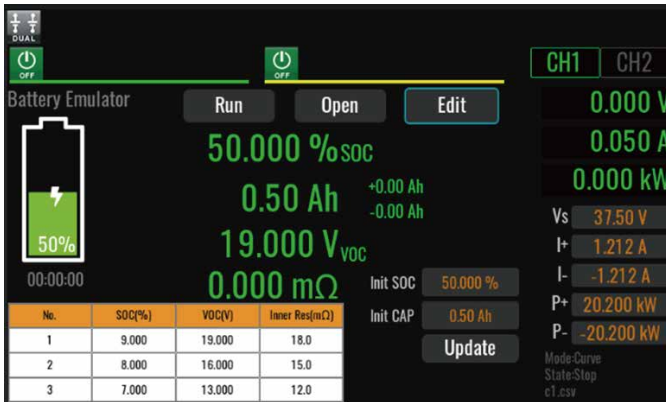 DUAL
OFF
OFF
CH1 CH2
Battery Emulator
Run Open Edit
0.000 V
50.000 % SOC
0.050 A
0.50 Ah
+0.00 Ah
-0.00 Ah
0.000 kW
19.000 V VOC
Vs 37.50 V
50%
I+ 1.212 A
00:00:00
0.000 mΩ
Init SOC 50.000 %
I- -1.212 A
Init CAP 0.50 Ah
P+ 20.200 kW
Update
P- -20.200 kW
No. SOC(%) VOC(V) Inner Res(mΩ)
1 9.000 19.000 18.0
2 8.000 16.000 15.0
3 7.000 13.000 12.0
Mode:Curve
State:Stop
c1.csv